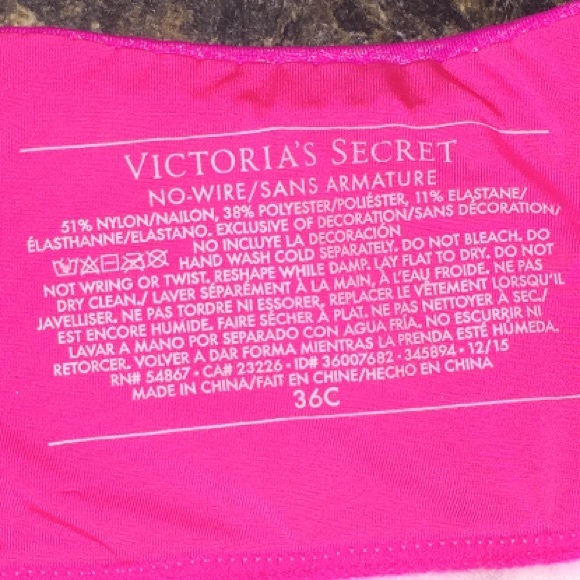 VICTORIA'S SECRET
NO-WIRE/SANS ARMATURE
51% NYLON/NAILON, 38% POLYESTER/POLIÉSTER, 11% ELASTANE/
ÉLASTHANNE/ELASTANO. EXCLUSIVE OF DECORATION/SANS DÉCORATION/
NO INCLUYE LA DECORACIÓN
HAND WASH COLD SEPARATELY. DO NOT BLEACH. DO
NOT WRING OR TWIST. RESHAPE WHILE DAMP. LAY FLAT TO DRY. DO NOT
DRY CLEAN./ LAVER SÉPARÉMENT À LA MAIN, À L'EAU FROIDE. NE PAS
JAVELLISER. NE PAS TORDRE NI ESSORER, REPLACER LE VÊTEMENT LORSQU'IL
EST ENCORE HUMIDE. FAIRE SÉCHER À PLAT. NE PAS NETTOYER À SEC./
LAVAR A MANO POR SEPARADO CON AGUA FRÍA. NO ESCURRIR NI
RETORCER. VOLVER A DAR FORMA MIENTRAS LA PRENDA ESTÉ HÚMEDA.
RN# 54867 • CA# 23226 • ID# 36007682 • 345894 • 12/15
MADE IN CHINA/FAIT EN CHINE/HECHO EN CHINA
36C